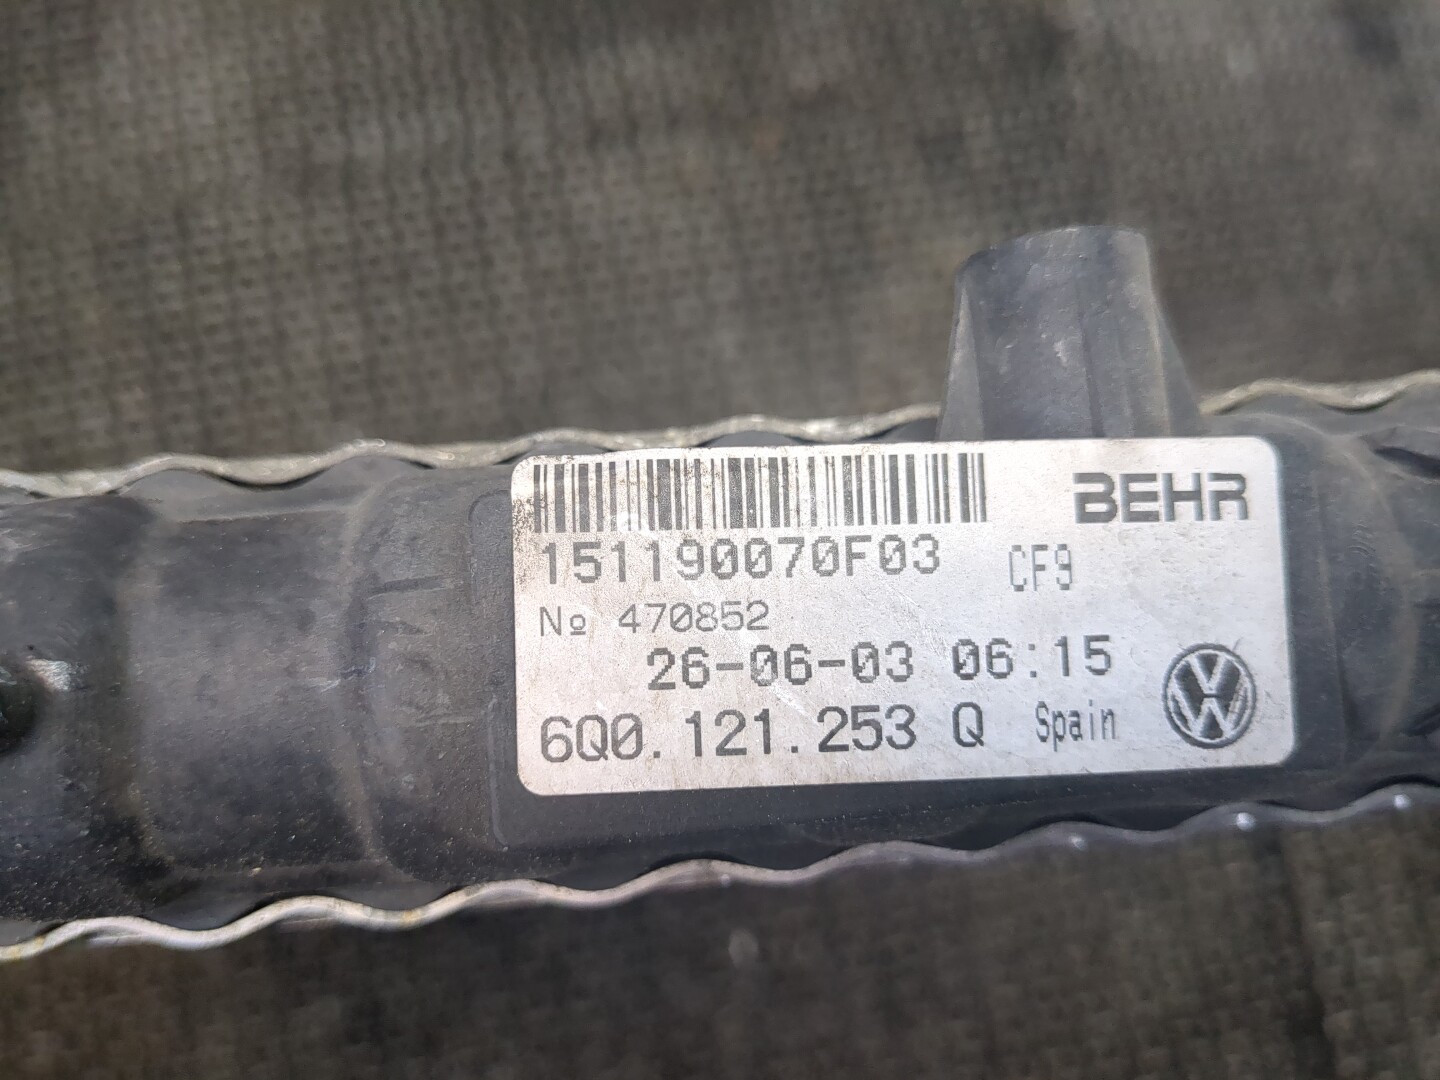 BEHR
151190070F03 CF9
Nº 470852
26-06-03 06:15
6Q0.121.253 Q Spain